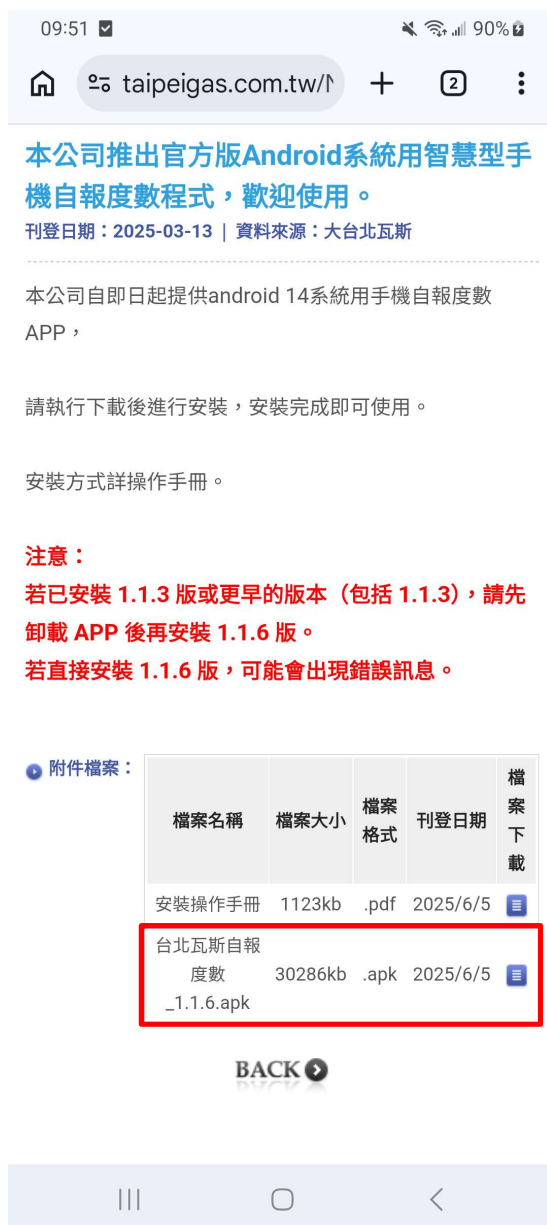 09:51
90%
taipeigas.com.tw/N
2
本公司推出官方版Android系統用智慧型手
機自報度數程式，歡迎使用。
刊登日期：2025-03-13 | 資料來源：大台北瓦斯
本公司自即日起提供android 14系統用手機自報度數
APP，
請執行下載後進行安裝，安裝完成即可使用。
安裝方式詳操作手冊。
注意：
若已安裝 1.1.3 版或更早的版本（包括 1.1.3），請先
卸載 APP 後再安裝 1.1.6 版。
若直接安裝 1.1.6 版，可能會出現錯誤訊息。
附件檔案：
檔案名稱 檔案大小 檔案格式 刊登日期 檔案下載
安裝操作手冊 1123kb .pdf 2025/6/5
台北瓦斯自報
度數 30286kb .apk 2025/6/5
_1.1.6.apk
BACK